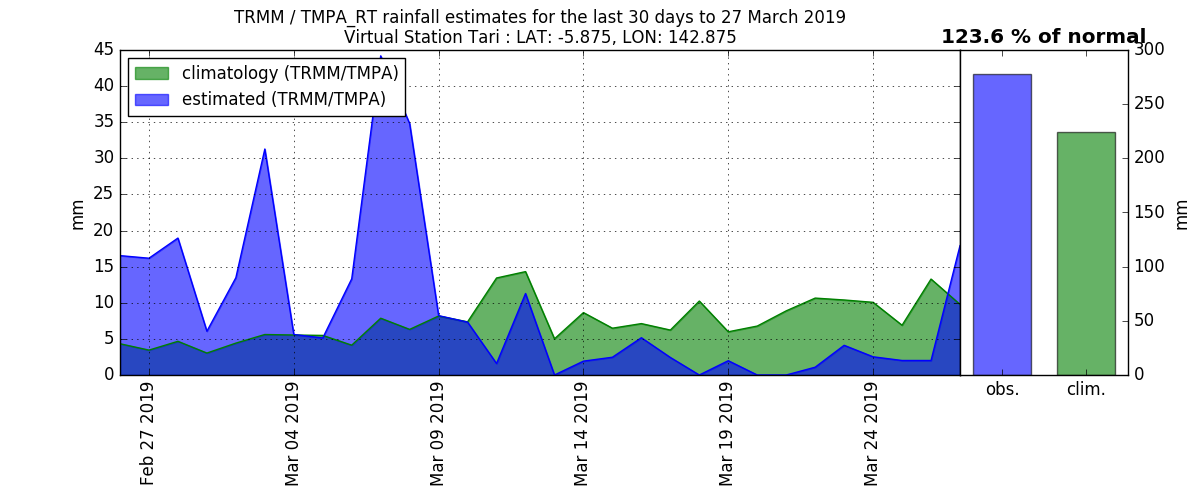 TRMM / TMPA_RT rainfall estimates for the last 30 days to 27 March 2019
Virtual Station Tari : LAT: -5.875, LON: 142.875
123.6 % of normal
climatology (TRMM/TMPA)
estimated (TRMM/TMPA)
mm
45
40
35
30
25
20
15
10
5
0
Feb 27 2019
Mar 04 2019
Mar 09 2019
Mar 14 2019
Mar 19 2019
Mar 24 2019
300
250
200
150
100
50
0
mm
obs.
clim.